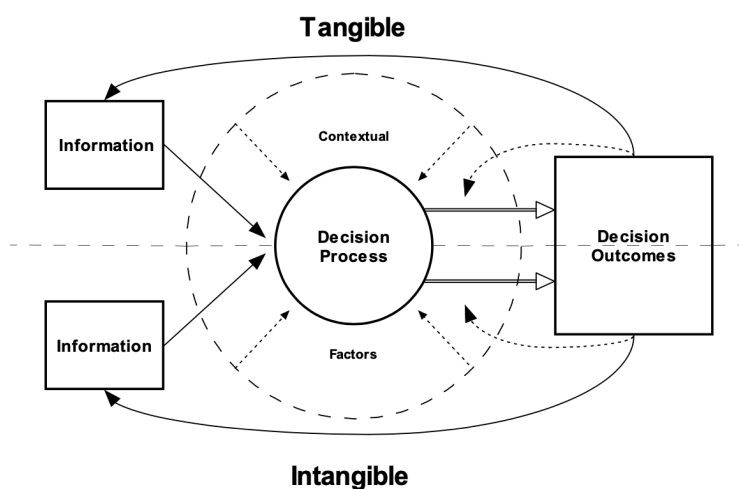 Tangible
Contextual
Information
Decision
Process
Decision
Outcomes
Information
Factors
Intangible